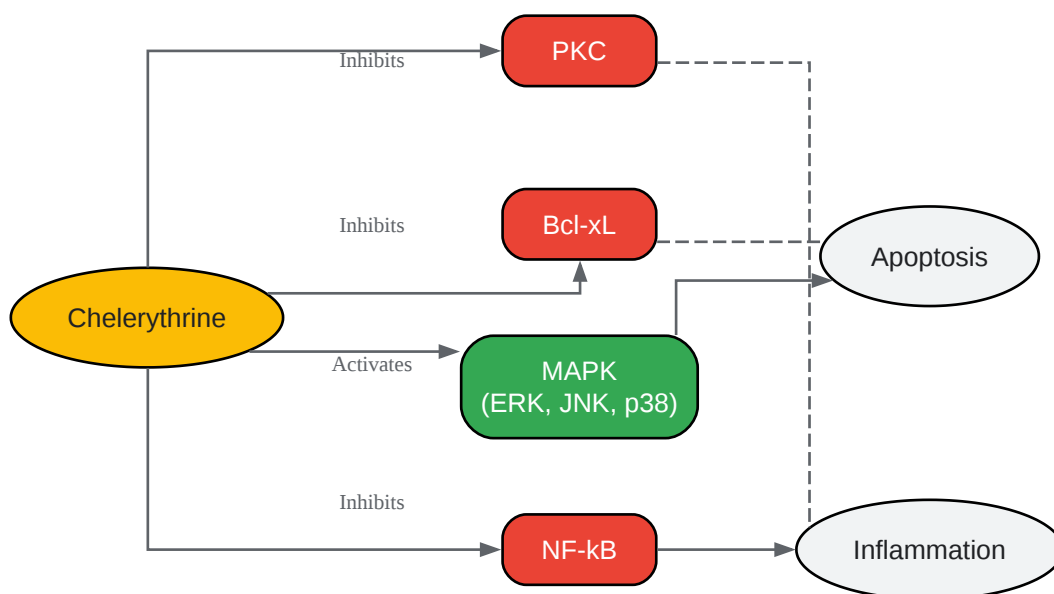 PKC
Inhibits
Bcl-xL
Inhibits
Apoptosis
Chelerythrine
MAPK
Activates
(ERK, JNK, p38)
Inhibits
NF-kB
Inflammation